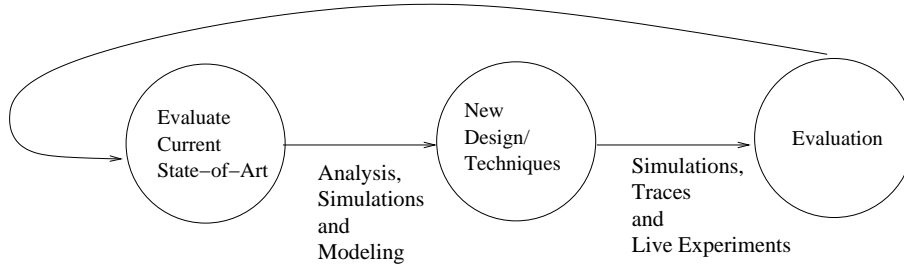 Evaluate
Current
State−of−Art
Analysis,
Simulations
and
Modeling
New
Design/
Techniques
Simulations,
Traces
and
Live Experiments
Evaluation